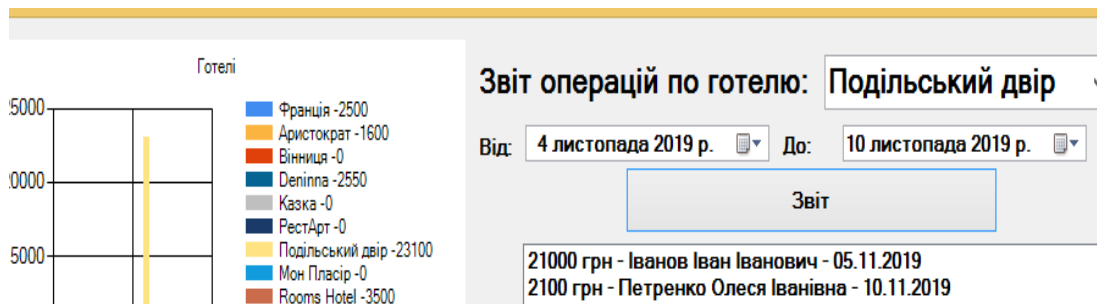 Готелі
Франція -2500
Аристократ -1600
Вінниця -0
Deninna -2550
Казка -0
РестАрт -0
Подільський двір -23100
Мон Пласір -0
Rooms Hotel -3500
5000
Звіт операцій по готелю: Подільський двір
Від: 4 листопада 2019 р. До: 10 листопада 2019 р.
Звіт
21000 грн - Іванов Іван Іванович - 05.11.2019
2100 грн - Петренко Олеся Іванівна - 10.11.2019